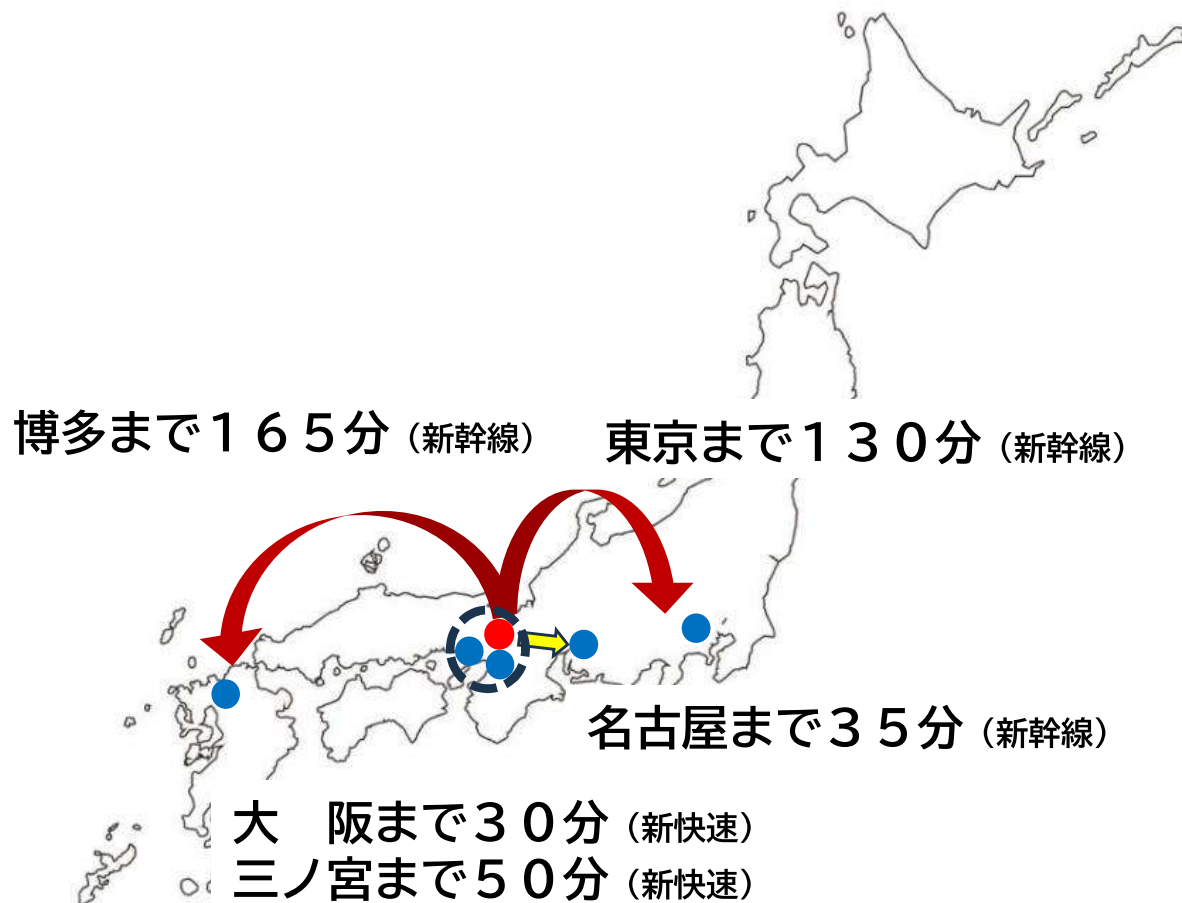 博多まで１６５分（新幹線）
東京まで１３０分（新幹線）
名古屋まで３５分（新幹線）
大　阪まで３０分（新快速）
三ノ宮まで５０分（新快速）